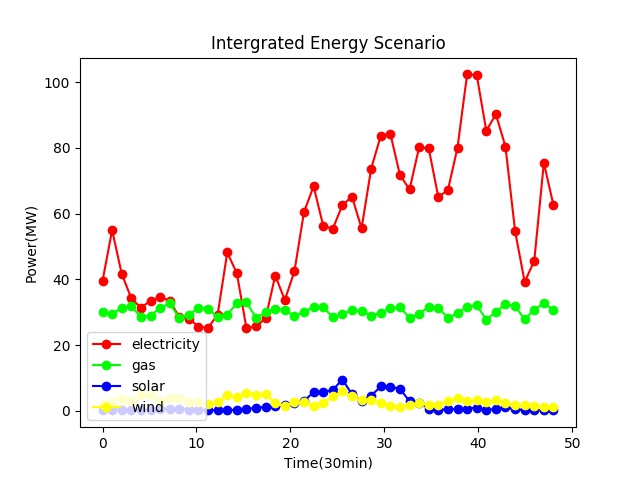 Intergrated Energy Scenario
Power(MW)
100
80
60
40
20
0
electricity
gas
solar
wind
0 10 20 30 40 50
Time(30min)